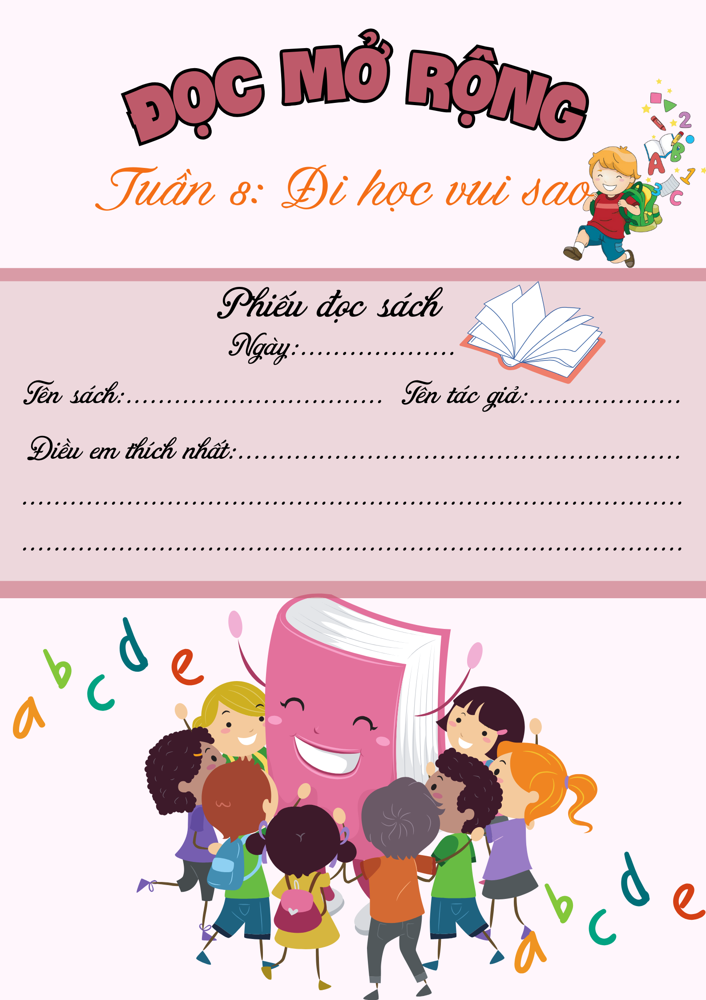 ĐỌC MỞ RỘNG
2
B
A
1
Tuần 8: Đi học vui sao
3
C
Phiếu đọc sách
Ngày:...................
Tên sách:................................ Tên tác giả:...................
Điều em thích nhất:.......................................................
..................................................................................
..................................................................................
a b c d e
a b c d e